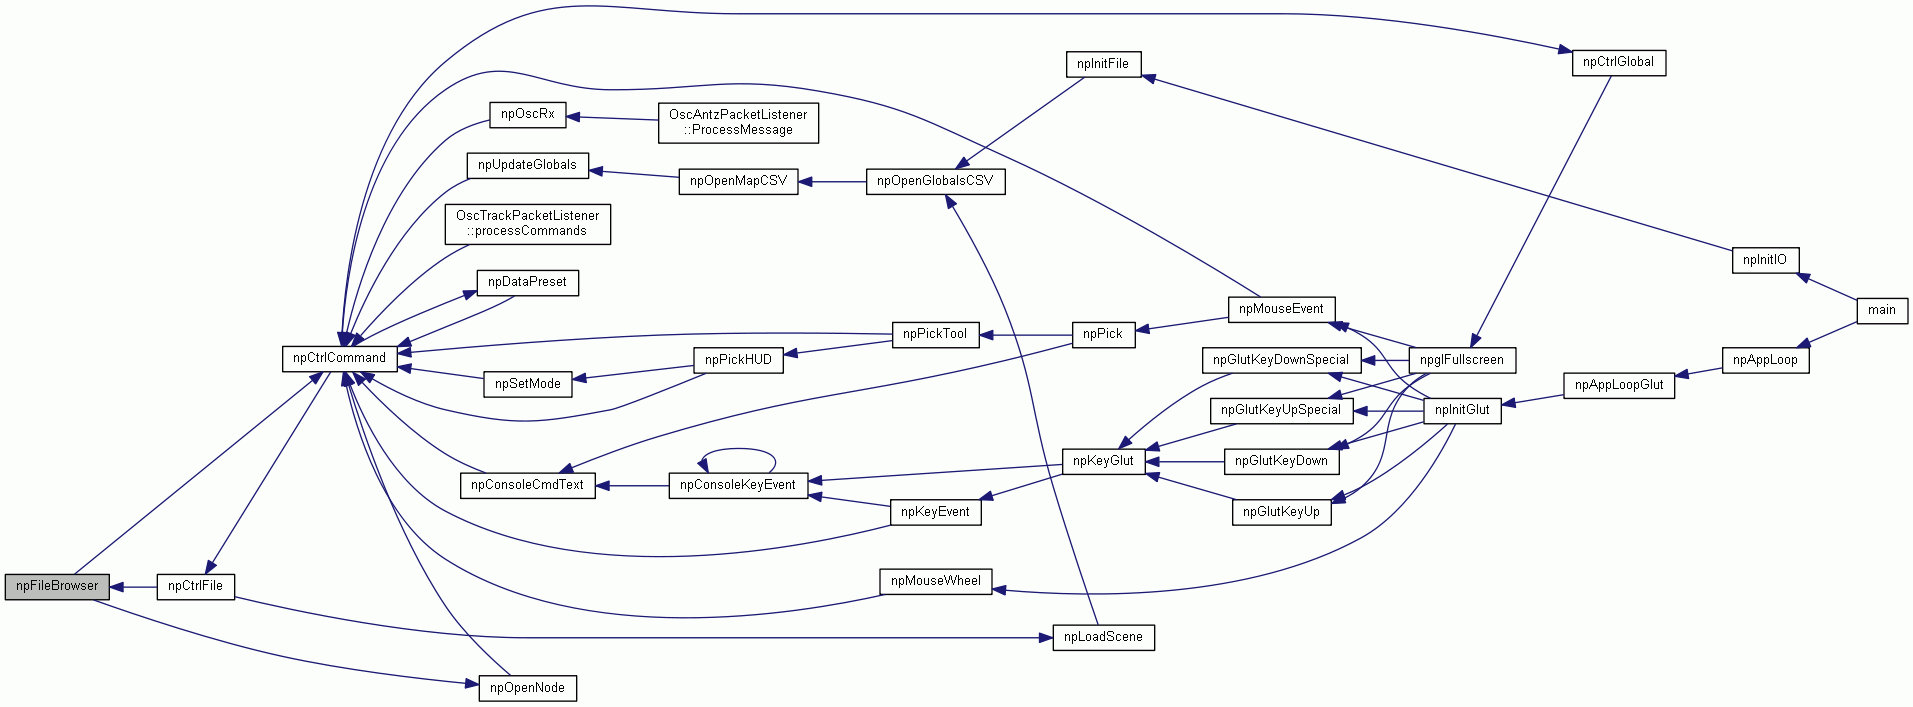 npInitFile
npCtrlGlobal
npOscRx
OscAntzPacketListener
::ProcessMessage
npUpdateGlobals
npOpenMapCSV
npOpenGlobalsCSV
OscTrackPacketListener
::processCommands
npInitIO
npDataPreset
npMouseEvent
main
npPickTool
npPick
npCtrlCommand
npPickHUD
npGlutKeyDownSpecial
npglFullscreen
npAppLoop
npSetMode
npAppLoopGlut
npGlutKeyUpSpecial
npInitGlut
npConsoleCmdText
npConsoleKeyEvent
npKeyGlut
npGlutKeyDown
npKeyEvent
npGlutKeyUp
npFileBrowser
npCtrlFile
npMouseWheel
npLoadScene
npOpenNode